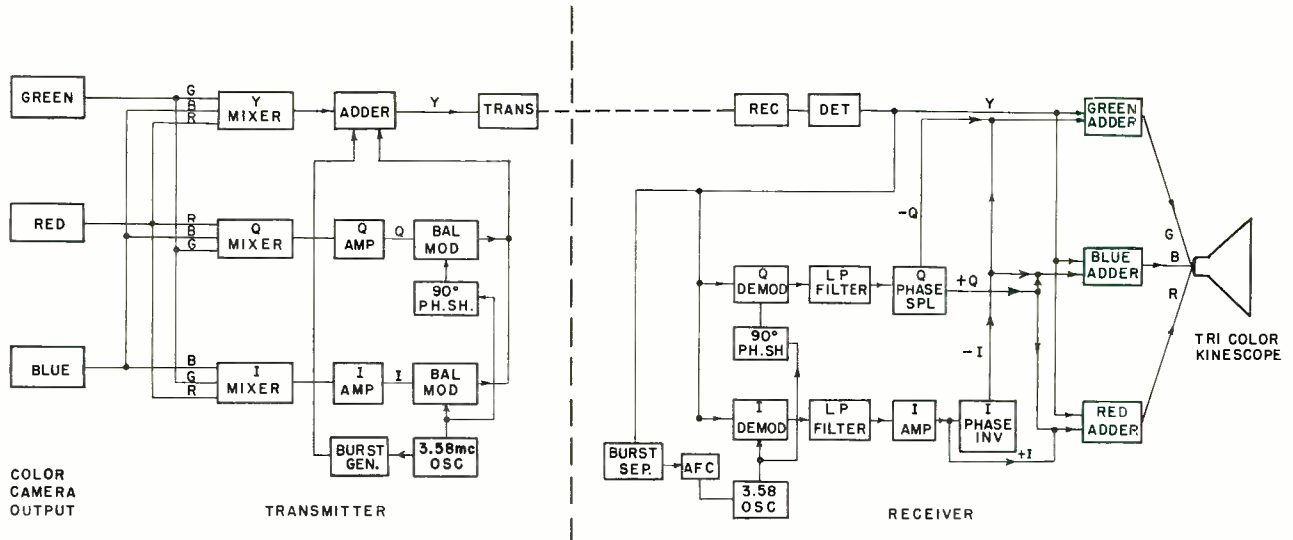 GREEN
G
B
R
Y
MIXER
ADDER
Y
TRANS
REC
DET
Y
GREEN
ADDER
RED
R
B
G
Q
MIXER
Q
AMP
Q
BAL
MOD
90°
PH.SH.
-Q
Q
DEMOD
LP
FILTER
Q
PHASE
SPL
+Q
BLUE
ADDER
G
B
R
TRI COLOR
KINESCOPE
90°
PH.SH
BLUE
B
G
R
I
MIXER
I
AMP
I
BAL
MOD
-I
I
DEMOD
LP
FILTER
I
AMP
I
PHASE
INV
+I
RED
ADDER
BURST
GEN.
3.58mc
OSC
BURST
SEP.
AFC
3.58
OSC
COLOR
CAMERA
OUTPUT
TRANSMITTER
RECEIVER